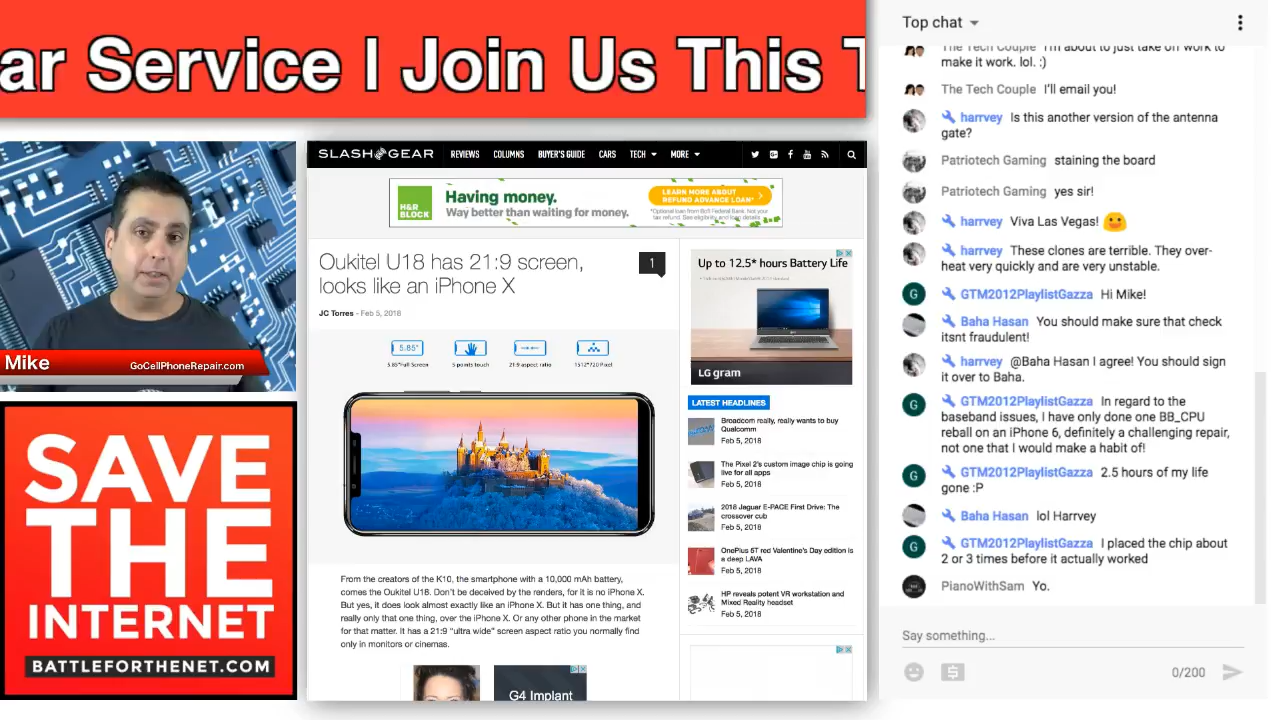 ar Service | Join Us This T
Mike
GoCellPhoneRepair.com
SAVE
THE
INTERNET
BATTLEFORTHENET.COM
SLASHGEAR REVIEWS COLUMNS BUYER'S GUIDE CARS TECH MORE
H&R
BLOCK
Having money.
Way better than waiting for money.
LEARN MORE ABOUT
REFUND ADVANCE LOAN*
Oukitel U18 has 21:9 screen,
looks like an iPhone X
1
JC Torres - Feb 5, 2018
5.85"
5.85"Full Screen 5 points touch 21:9 aspect ratio 1512*720 Pixel
From the creators of the K10, the smartphone with a 10,000 mAh battery,
comes the Oukitel U18. Don't be deceived by the renders, for it is no iPhone X.
But yes, it does look almost exactly like an iPhone X. But it has one thing, and
really only that one thing, over the iPhone X. Or any other phone in the market
for that matter. It has a 21:9 "ultra wide" screen aspect ratio you normally find
only in monitors or cinemas.
G4 Implant
Up to 12.5* hours Battery Life
LG gram
LATEST HEADLINES
Broadcom really, really wants to buy
Qualcomm
Feb 5, 2018
The Pixel 2's custom image chip is going
live for all apps
Feb 5, 2018
2018 Jaguar E-PACE First Drive: The
crossover cub
Feb 5, 2018
OnePlus 5T red Valentine's Day edition is
a deep LAVA
Feb 5, 2018
HP reveals potent VR workstation and
Mixed Reality headset
Feb 5, 2018
Top chat
The Tech Couple I'm about to just take off work to
make it work. lol. :)
The Tech Couple I'll email you!
harrvey Is this another version of the antenna
gate?
Patriotech Gaming staining the board
Patriotech Gaming yes sir!
harrvey Viva Las Vegas!
harrvey These clones are terrible. They over-
heat very quickly and are very unstable.
G GTM2012PlaylistGazza Hi Mike!
Baha Hasan You should make sure that check
itsnt fraudulent!
harrvey @Baha Hasan I agree! You should sign
it over to Baha.
G GTM2012PlaylistGazza In regard to the
baseband issues, I have only done one BB_CPU
reball on an iPhone 6, definitely a challenging repair,
not one that I would make a habit of!
G GTM2012PlaylistGazza 2.5 hours of my life
gone :P
Baha Hasan lol Harrvey
G GTM2012PlaylistGazza I placed the chip about
2 or 3 times before it actually worked
PianoWithSam Yo.
Say something...
0/200